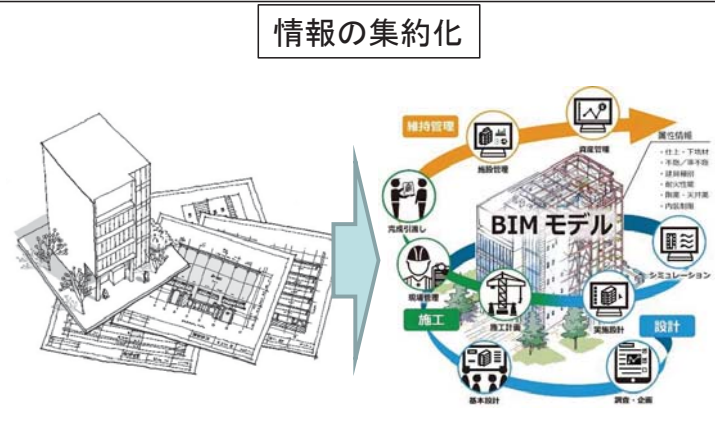 情報の集約化
維持管理
資産管理
施設管理
属性情報
・仕上・下地材
・不燃/準不燃
・建具種別
・耐火性能
・階高・天井高
・内装制限
完成引渡し
BIM モデル
シミュレーション
現場管理
施工
施工計画
実施設計
設計
基本設計
調査・企画